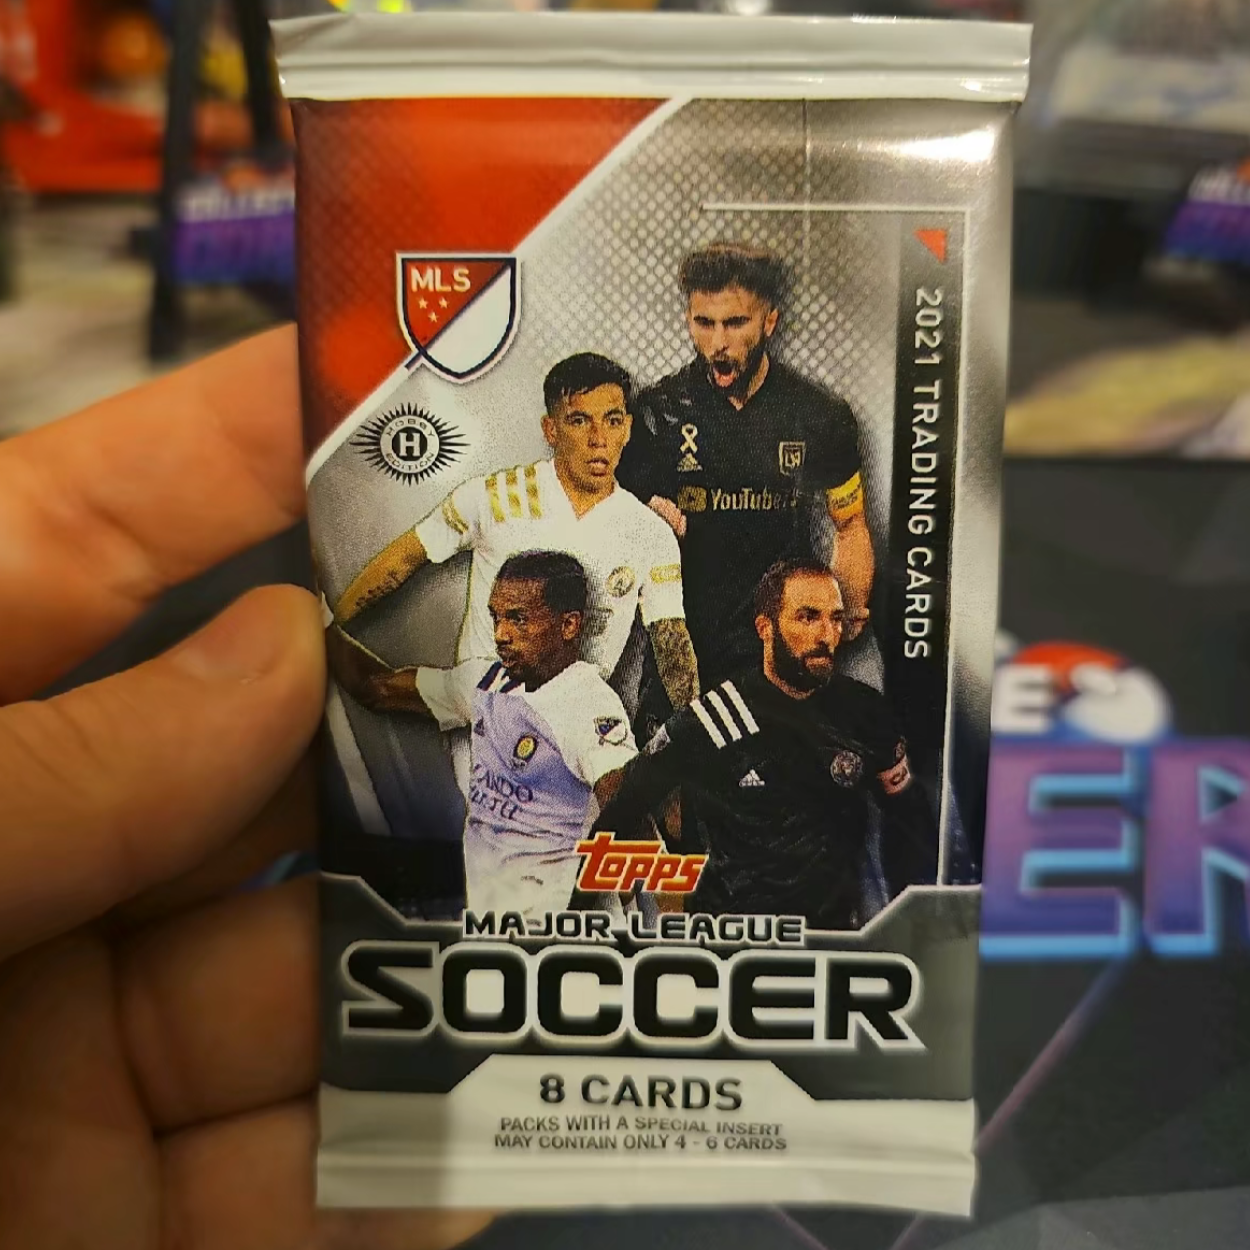 MLS
HOBBY
H
EDITION
2021 TRADING CARDS
YouTube
topps
MAJOR LEAGUE
SOCCER
8 CARDS
PACKS WITH A SPECIAL INSERT
MAY CONTAIN ONLY 4 - 6 CARDS